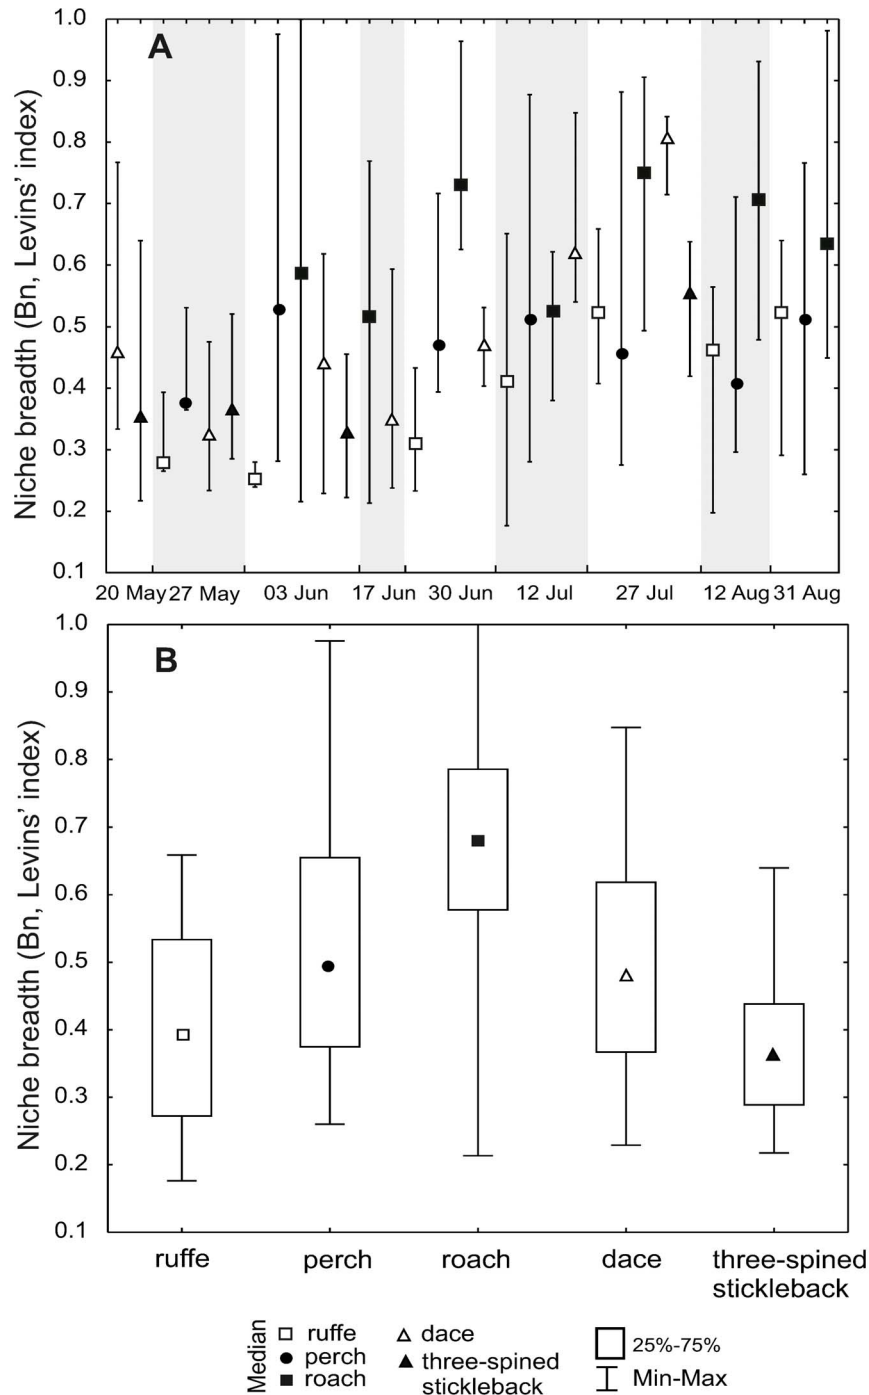 A
Niche breadth (Bn, Levins’ index)
1.0
0.9
0.8
0.7
0.6
0.5
0.4
0.3
0.2
0.1
20 May 27 May 03 Jun 17 Jun 30 Jun 12 Jul 27 Jul 12 Aug 31 Aug
B
Niche breadth (Bn, Levins’ index)
1.0
0.9
0.8
0.7
0.6
0.5
0.4
0.3
0.2
0.1
ruffe perch roach dace three-spined
stickleback
Median
ruffe
perch
roach
dace
three-spined
stickleback
25%-75%
Min-Max